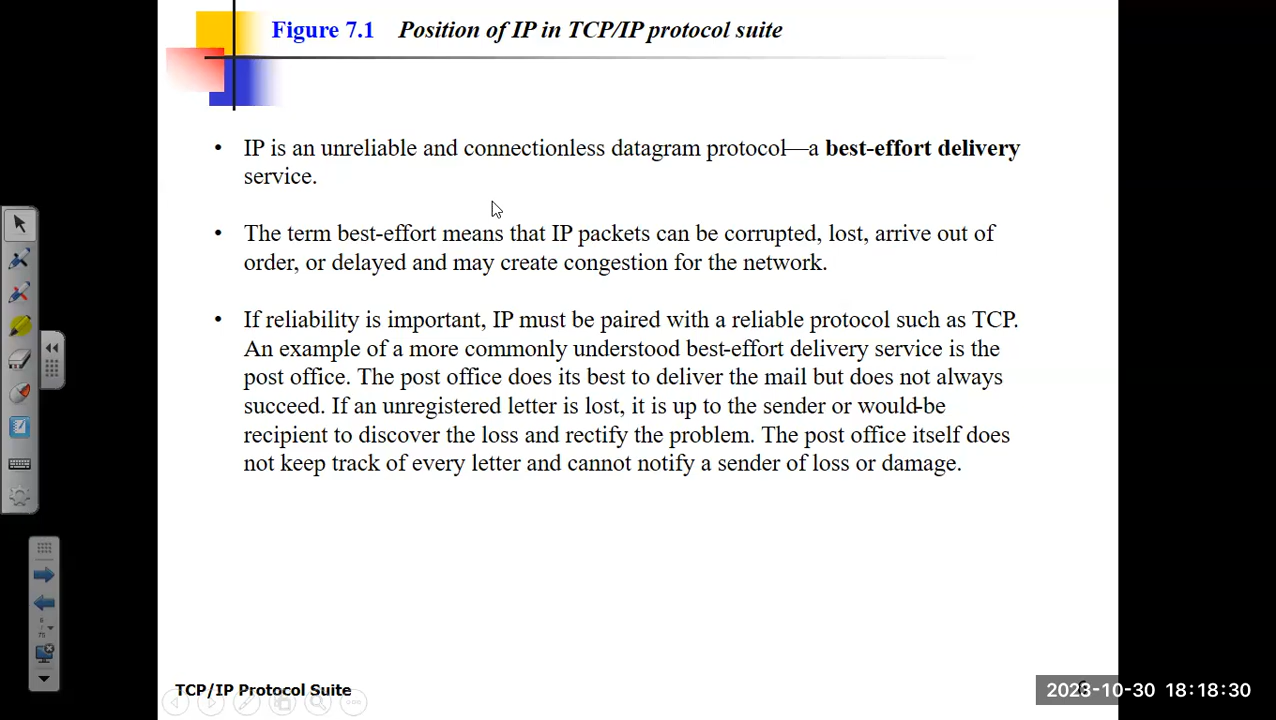 Figure 7.1 Position of IP in TCP/IP protocol suite
• IP is an unreliable and connectionless datagram protocol—a best-effort delivery
service.
• The term best-effort means that IP packets can be corrupted, lost, arrive out of
order, or delayed and may create congestion for the network.
• If reliability is important, IP must be paired with a reliable protocol such as TCP.
An example of a more commonly understood best-effort delivery service is the
post office. The post office does its best to deliver the mail but does not always
succeed. If an unregistered letter is lost, it is up to the sender or would-be
recipient to discover the loss and rectify the problem. The post office itself does
not keep track of every letter and cannot notify a sender of loss or damage.
TCP/IP Protocol Suite
2023-10-30 18:18:30